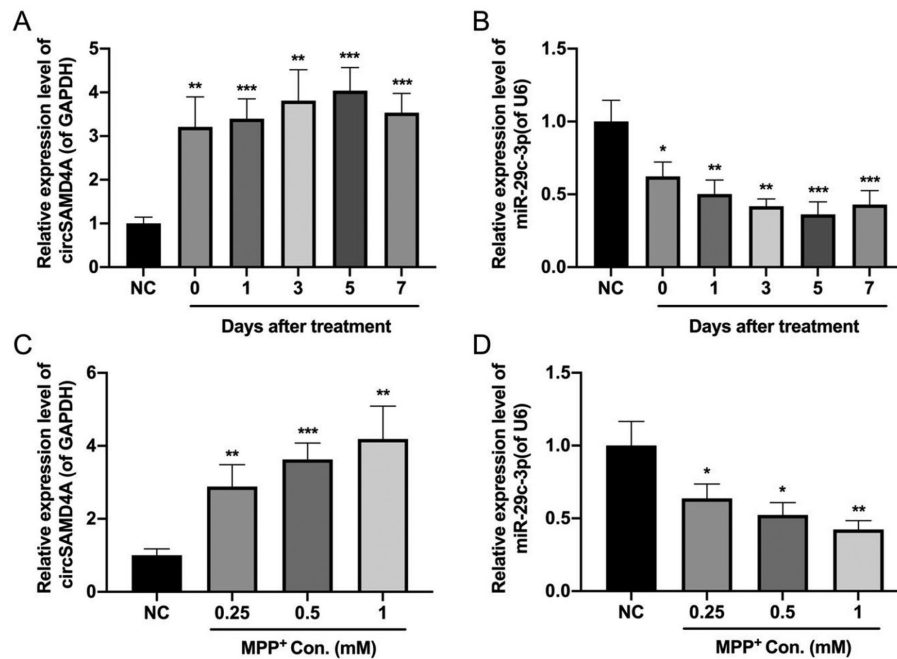 A
Relative expression level of
circSAMD4A (of GAPDH)
5
4
3
2
1
0
** *** ** *** ***
NC 0 1 3 5 7
Days after treatment
B
Relative expression level of
miR-29c-3p(of U6)
1.5
1.0
0.5
0.0
* ** ** *** ***
NC 0 1 3 5 7
Days after treatment
C
Relative expression level of
circSAMD4A (of GAPDH)
6
4
2
0
** *** **
NC 0.25 0.5 1
MPP+ Con. (mM)
D
Relative expression level of
miR-29c-3p(of U6)
1.5
1.0
0.5
0.0
* * **
NC 0.25 0.5 1
MPP+ Con. (mM)